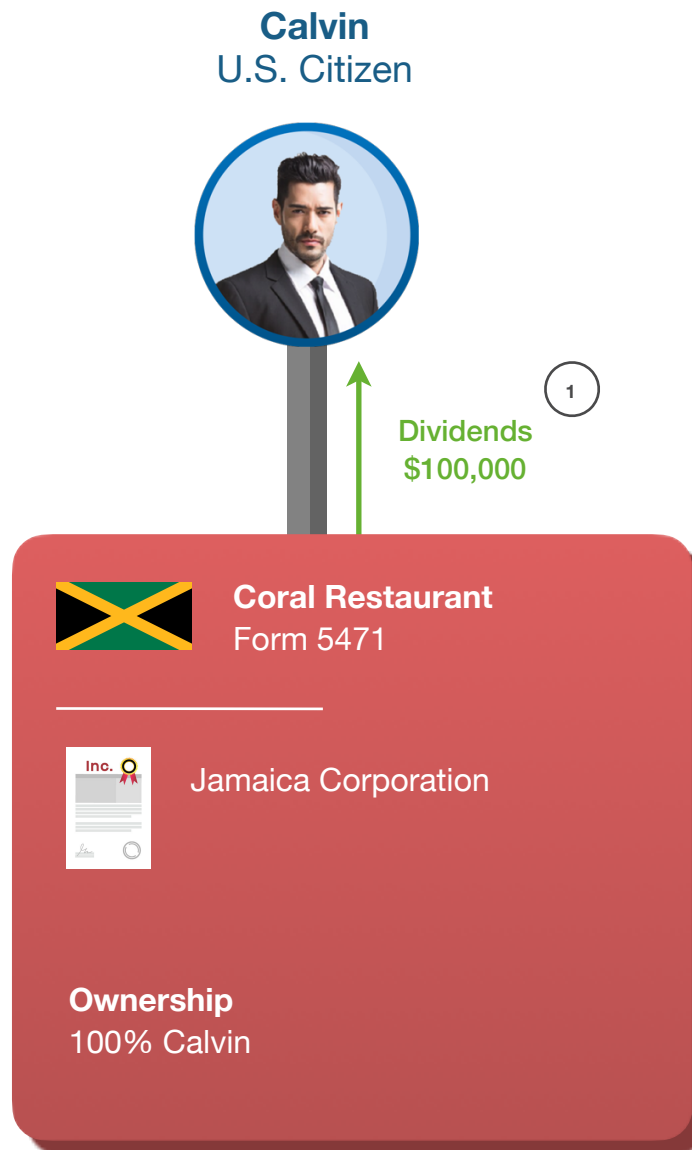 Calvin
U.S. Citizen
1
Dividends
$100,000
Coral Restaurant
Form 5471
Inc.
Jamaica Corporation
Ownership
100% Calvin